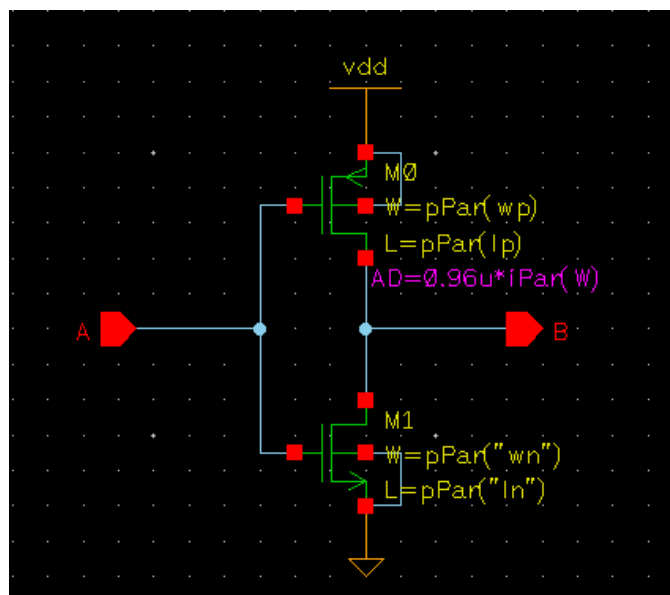 vdd
M0
W=pPar(wp)
L=pPar(lp)
AD=0.96u*iPar(W)
A
B
M1
W=pPar("wn")
L=pPar("ln")